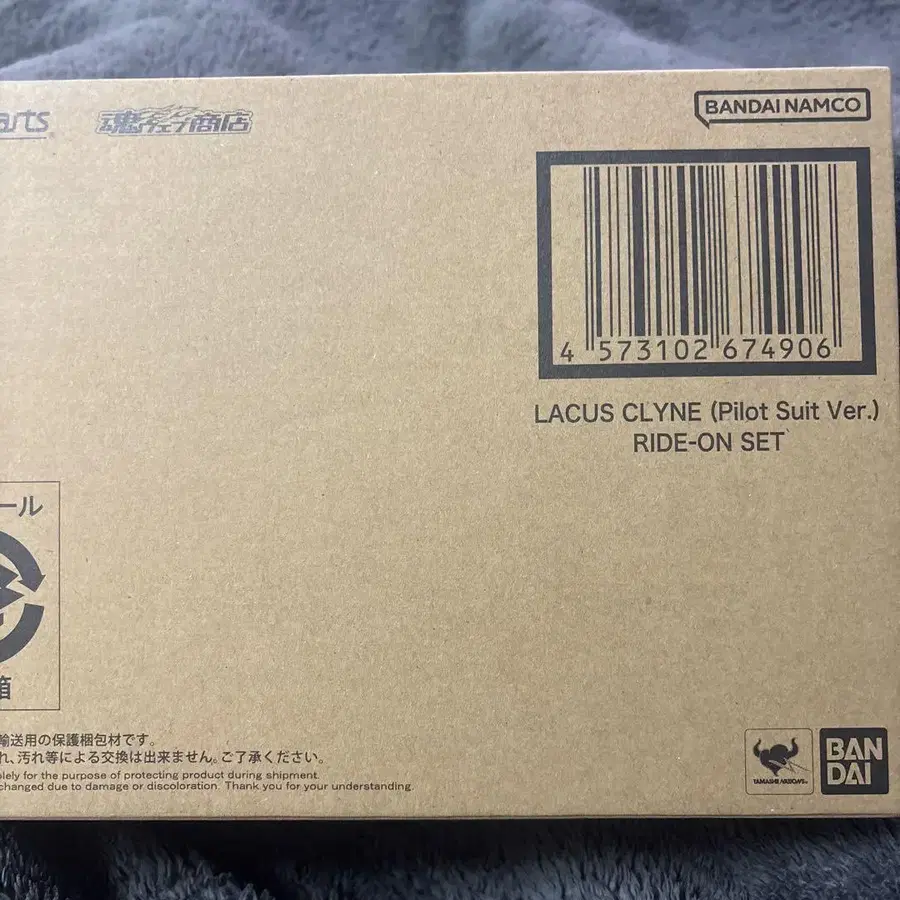 arts
魂ウェブ商店
BANDAI NAMCO
4 573102 674906
LACUS CLYNE (Pilot Suit Ver.)
RIDE-ON SET
ール
箱
輸送用の保護梱包材です。
れ、汚れ等による交換は出来ません。ご了承ください。
olely for the purpose of protecting product during shipment.
changed due to damage or discoloration. Thank you for your understanding.
TAMASHII NATIONS
BAN
DAI